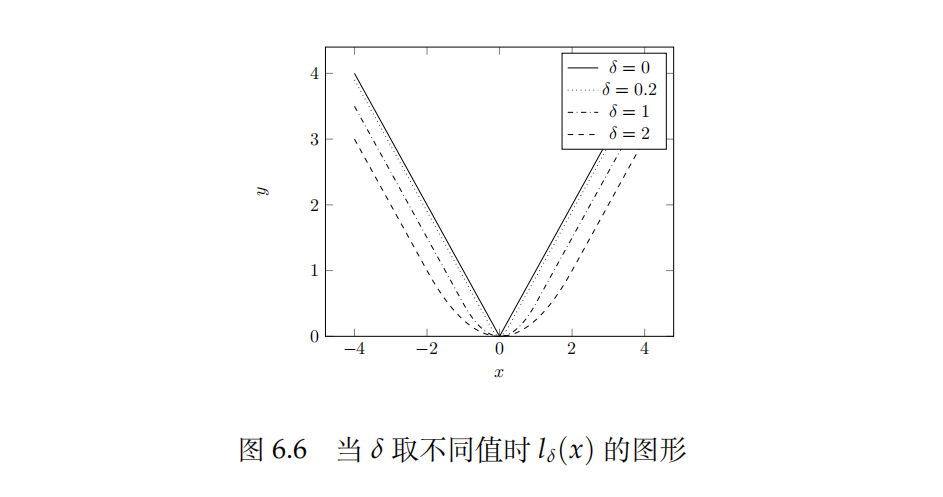 δ = 0
δ = 0.2
δ = 1
δ = 2
4
3
2
1
0
y
−4 −2 0 2 4
x
图 6.6 当 δ 取不同值时 lδ(x) 的图形